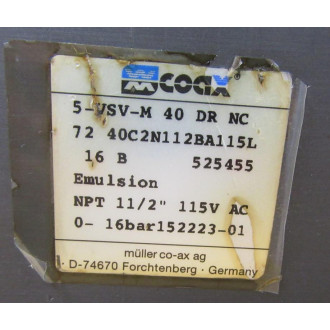 coax
5-VSV-M 40 DR NC
72 40C2N112BA115L
16 B 525455
Emulsion
NPT 11/2" 115V AC
0- 16bar152223-01
müller co-ax ag
D-74670 Forchtenberg · Germany